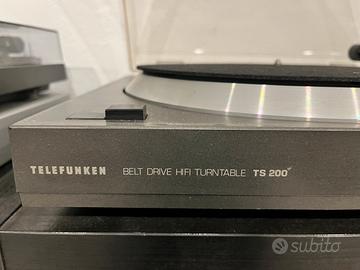 TELEFUNKEN BELT DRIVE HIFI TURNTABLE TS 200
subito